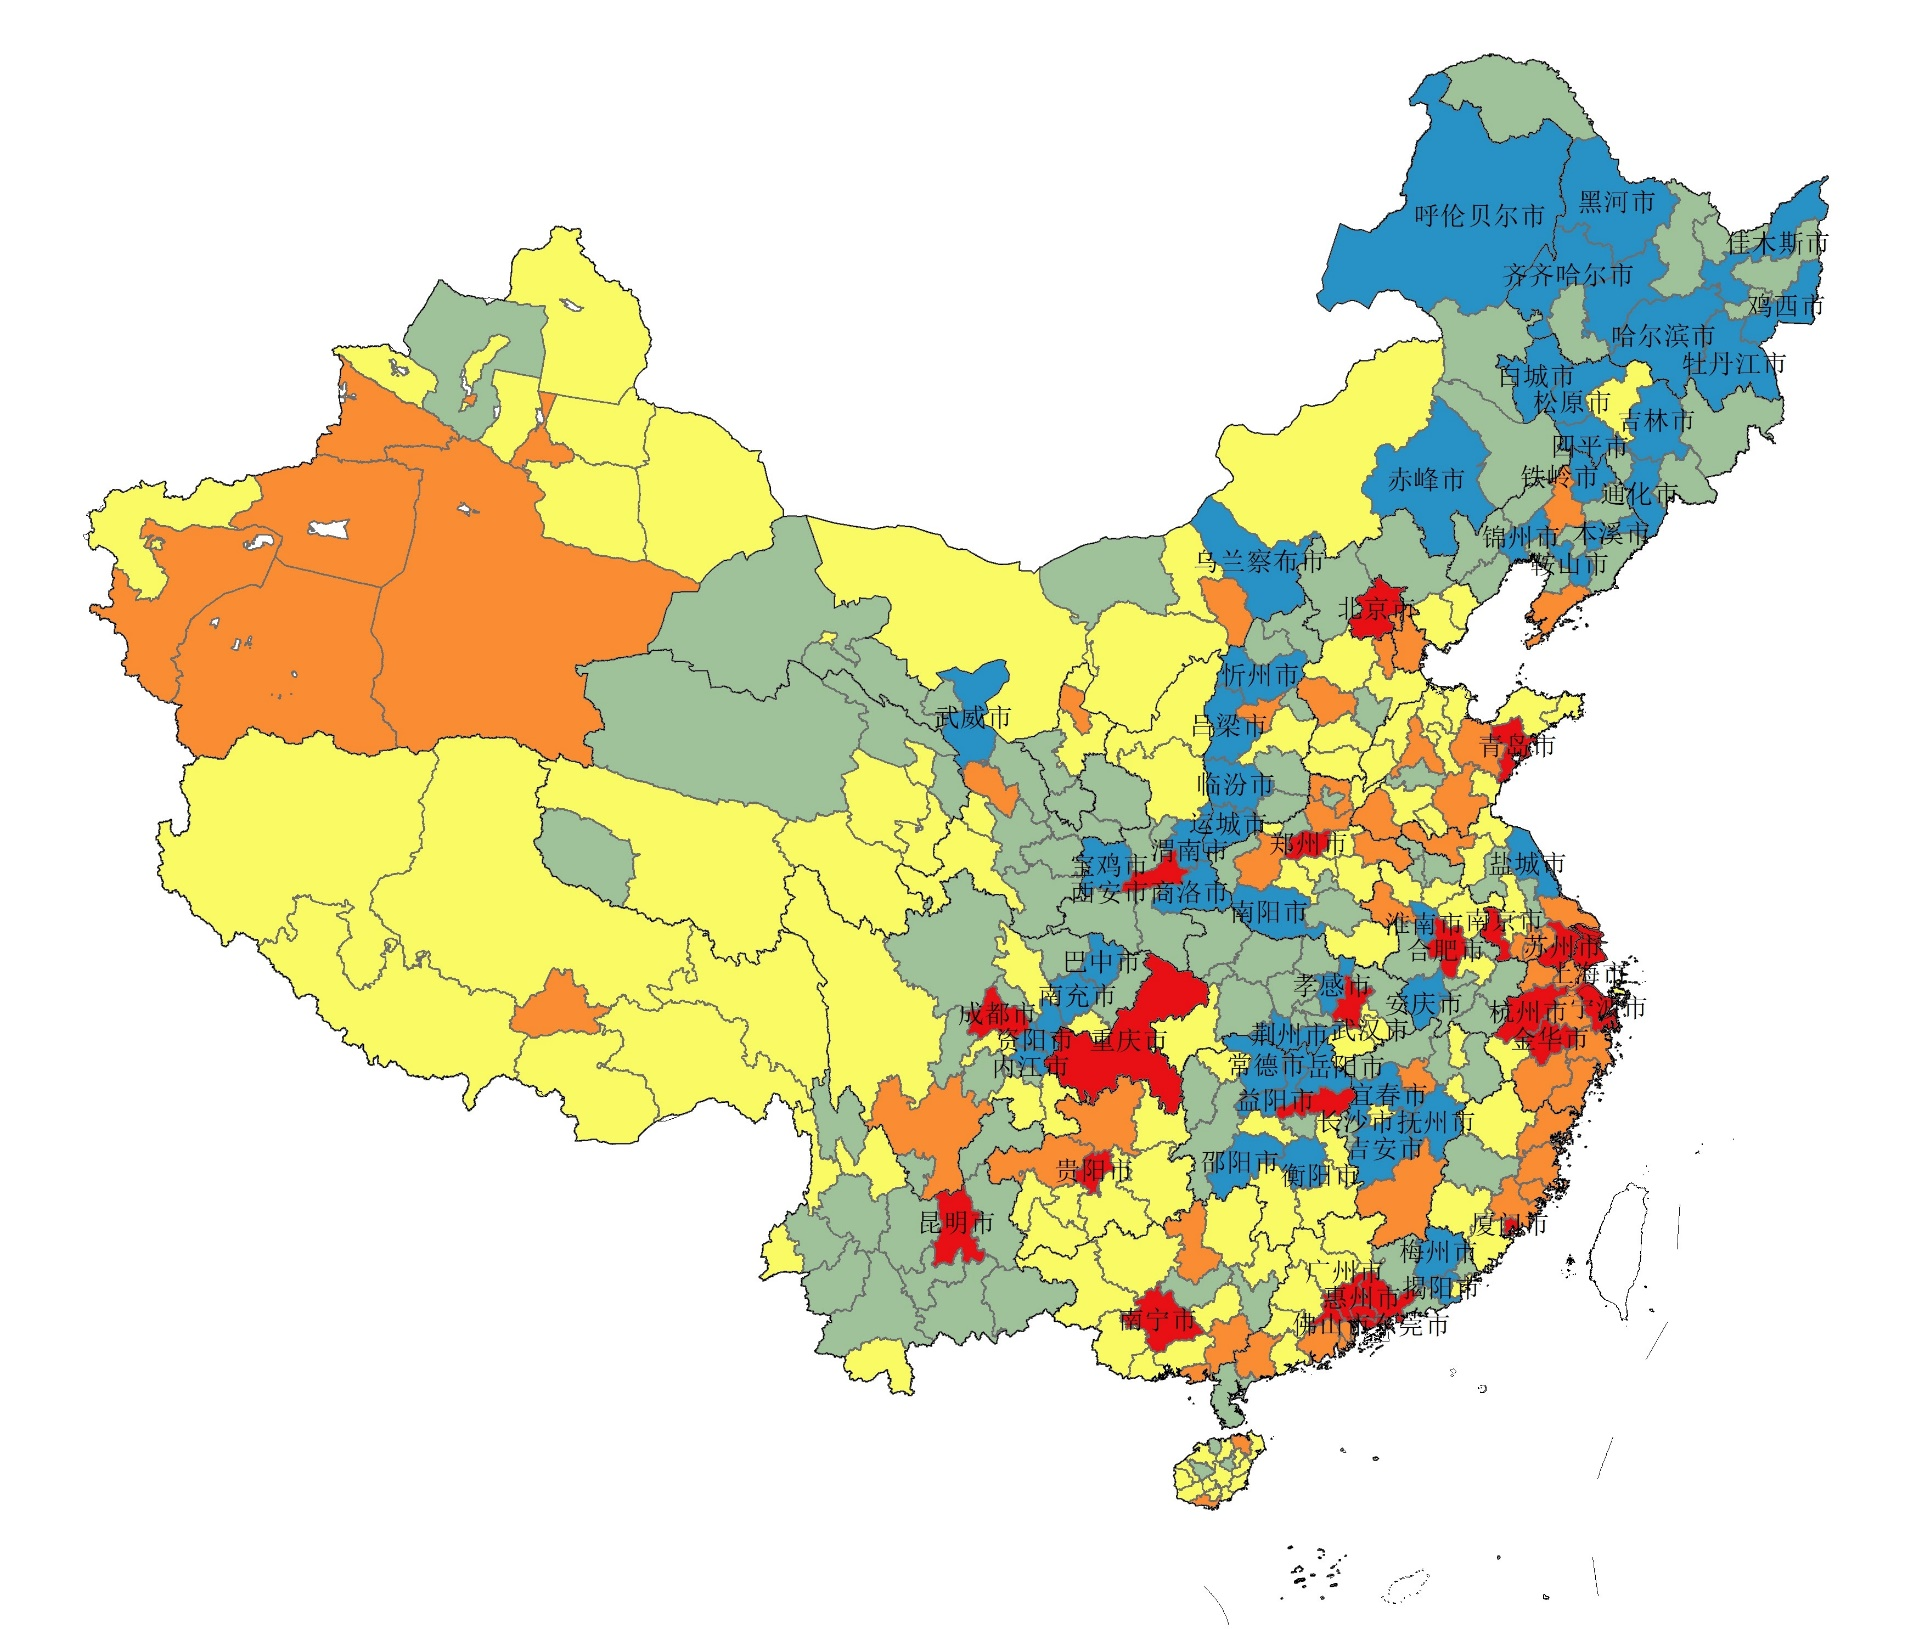 黑河市
呼伦贝尔市
佳木斯市
齐齐哈尔市
鸡西市
哈尔滨市
牡丹江市
白城市
松原市
吉林市
四平市
赤峰市
铁岭市
通化市
锦州市
本溪市
乌兰察布市
鞍山市
北京市
忻州市
武威市
吕梁市
青岛市
临汾市
运城市
郑州市
渭南市
宝鸡市
盐城市
西安市
商洛市
南阳市
淮南市
南京市
合肥市
苏州市
巴中市
上海市
孝感市
南充市
安庆市
成都市
杭州市
宁波市
武汉市
荆州市
资阳市
重庆市
金华市
内江市
常德市
岳阳市
益阳市
宜春市
长沙市
抚州市
吉安市
邵阳市
贵阳市
衡阳市
昆明市
厦门市
梅州市
广州市
揭阳市
惠州市
南宁市
佛山市
东莞市